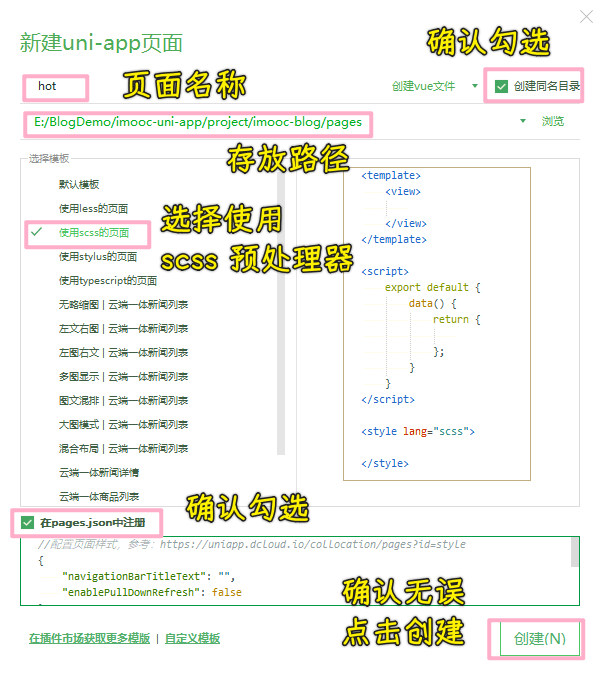 新建uni-app页面
确认勾选
hot
页面名称
创建vue文件
创建同名目录
E:/BlogDemo/imooc-uni-app/project/imooc-blog/pages
浏览
存放路径
选择模板
默认模板
使用less的页面
使用scss的页面
使用stylus的页面
使用typescript的页面
无略缩图 | 云端一体新闻列表
左文右图 | 云端一体新闻列表
左图右文 | 云端一体新闻列表
多图显示 | 云端一体新闻列表
图文混排 | 云端一体新闻列表
大图模式 | 云端一体新闻列表
混合布局 | 云端一体新闻列表
云端一体新闻详情
云端一体商品列表
选择使用
scss 预处理器
<template>
<view>
</view>
</template>
<script>
export default {
data() {
return {
};
}
}
</script>
<style lang="scss">
</style>
确认勾选
在pages.json中注册
//配置页面样式, 参考: https://uniapp.dcloud.io/collocation/pages?id=style
{
"navigationBarTitleText": "",
"enablePullDownRefresh": false
确认无误
点击创建
在插件市场获取更多模版 | 自定义模板
创建(N)